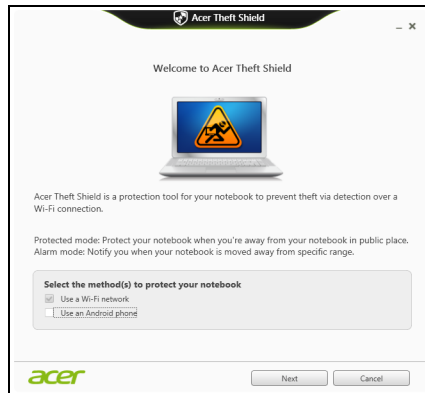 Acer Theft Shield
Welcome to Acer Theft Shield
Acer Theft Shield is a protection tool for your notebook to prevent theft via detection over a
Wi-Fi connection.
Protected mode: Protect your notebook when you're away from your notebook in public place.
Alarm mode: Notify you when your notebook is moved away from specific range.
Select the method(s) to protect your notebook
Use a Wi-Fi network
Use an Android phone
acer
Next
Cancel